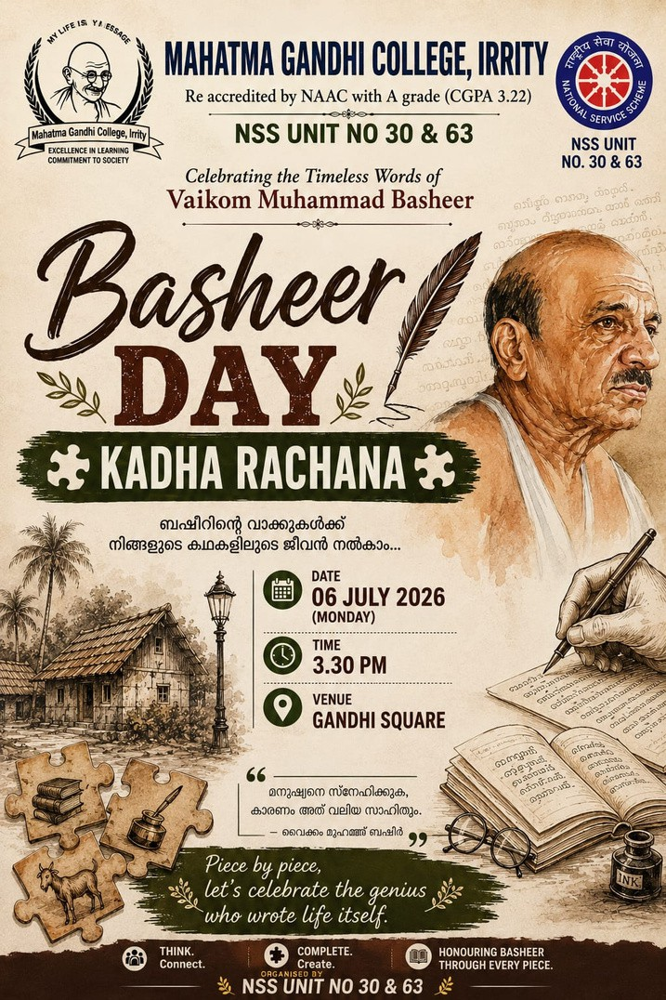 MY LIFE IS MY MESSAGE
Mahatma Gandhi College, Irrity
EXCELLENCE IN LEARNING
COMMITMENT TO SOCIETY
MAHATMA GANDHI COLLEGE, IRRITY
Re accredited by NAAC with A grade (CGPA 3.22)
NSS UNIT NO 30 & 63
राष्ट्रीय सेवा योजना
NATIONAL SERVICE SCHEME
NSS UNIT
NO. 30 & 63
Celebrating the Timeless Words of
Vaikom Muhammad Basheer
Basheer
DAY
KADHA RACHANA
ബഷീറിന്റെ വാക്കുകൾക്ക്
നിങ്ങളുടെ കഥകളിലൂടെ ജീവൻ നൽകാം...
DATE
06 JULY 2026
(MONDAY)
TIME
3.30 PM
VENUE
GANDHI SQUARE
“ മനുഷ്യനെ സ്നേഹിക്കുക,
കാരണം അത് വലിയ സാഹിതും.
– വൈക്കം മുഹമ്മത് ബഷീർ ”
Piece by piece,
let's celebrate the genius
who wrote life itself.
INK
THINK.
Connect.
COMPLETE.
Create.
HONOURING BASHEER
THROUGH EVERY PIECE.
ORGANISED BY
NSS UNIT NO 30 & 63